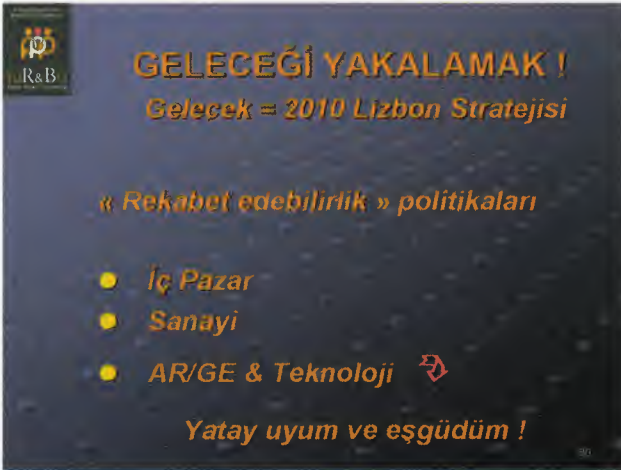 R&B
GELECEĞİ YAKALAMAK !
Gelecek = 2010 Lizbon Stratejisi
« Rekabet edebilirlik » politikaları
İç Pazar
Sanayi
AR/GE & Teknoloji
Yatay uyum ve eşgüdüm !